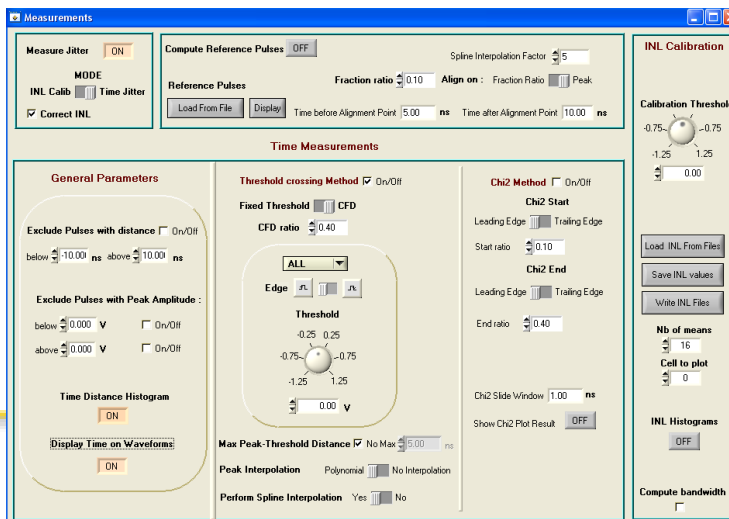 Measurements
Measure Jitter ON
MODE
INL Calib Time Jitter
Correct INL
Compute Reference Pulses OFF
Spline Interpolation Factor 5
Reference Pulses
Fraction ratio 0.10 Align on : Fraction Ratio Peak
Load From File Display Time before Alignment Point 5.00 ns Time after Alignment Point 10.00 ns
Time Measurements
General Parameters
Exclude Pulses with distance On/Off
below -10.00 ns above 10.00 ns
Exclude Pulses with Peak Amplitude :
below 0.000 V On/Off
above 0.000 V On/Off
Time Distance Histogram
ON
Display Time on Waveforms
ON
Threshold crossing Method On/Off
Fixed Threshold CFD
CFD ratio 0.40
ALL
Edge
Threshold
-0.25 0.25
-0.75 -0.75
-1.25 1.25
0.00 V
Max Peak-Threshold Distance No Max 5.00 ns
Peak Interpolation Polynomial No Interpolation
Perform Spline Interpolation Yes No
Chi2 Method On/Off
Chi2 Start
Leading Edge Trailing Edge
Start ratio 0.10
Chi2 End
Leading Edge Trailing Edge
End ratio 0.40
Chi2 Slide Window 1.00 ns
Show Chi2 Plot Result OFF
INL Calibration
Calibration Threshold
-0.75 -0.75
-1.25 1.25
0.00
Load INL From Files
Save INL values
Write INL Files
Nb of means
16
Cell to plot
0
INL Histograms
OFF
Compute bandwidth